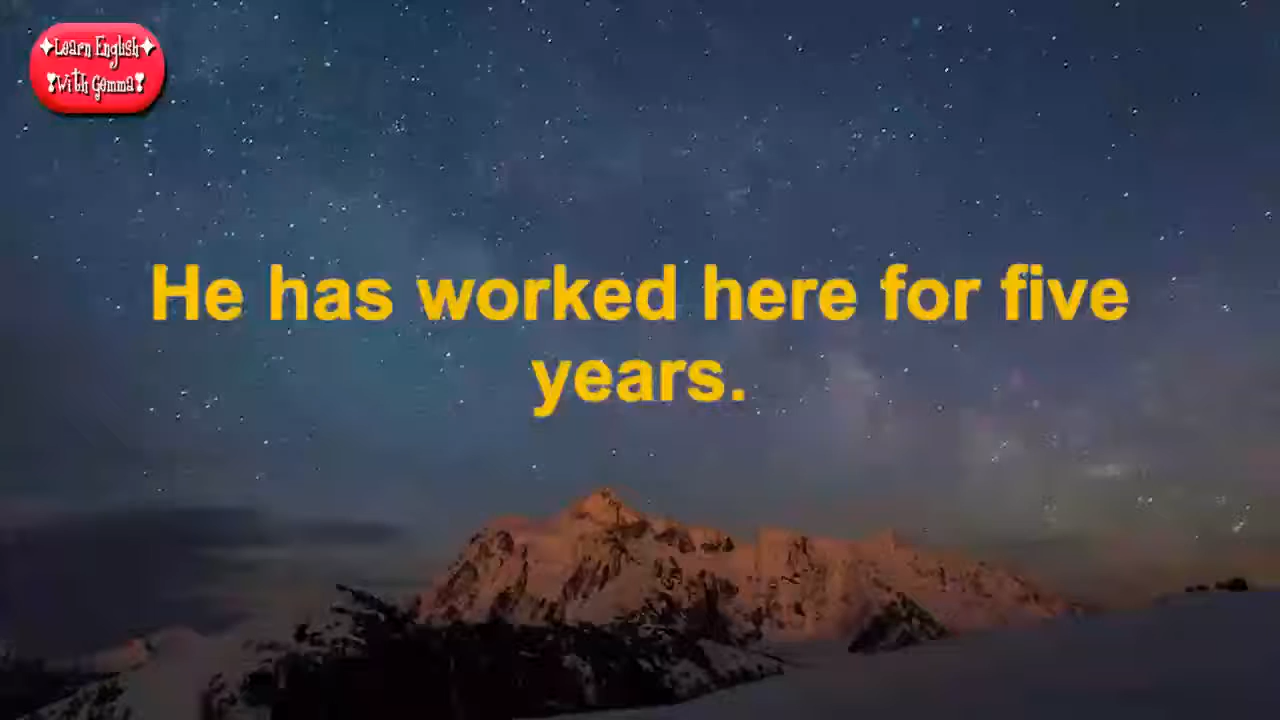 ✦Learn English✦
❣With Gemma❣
He has worked here for five
years.